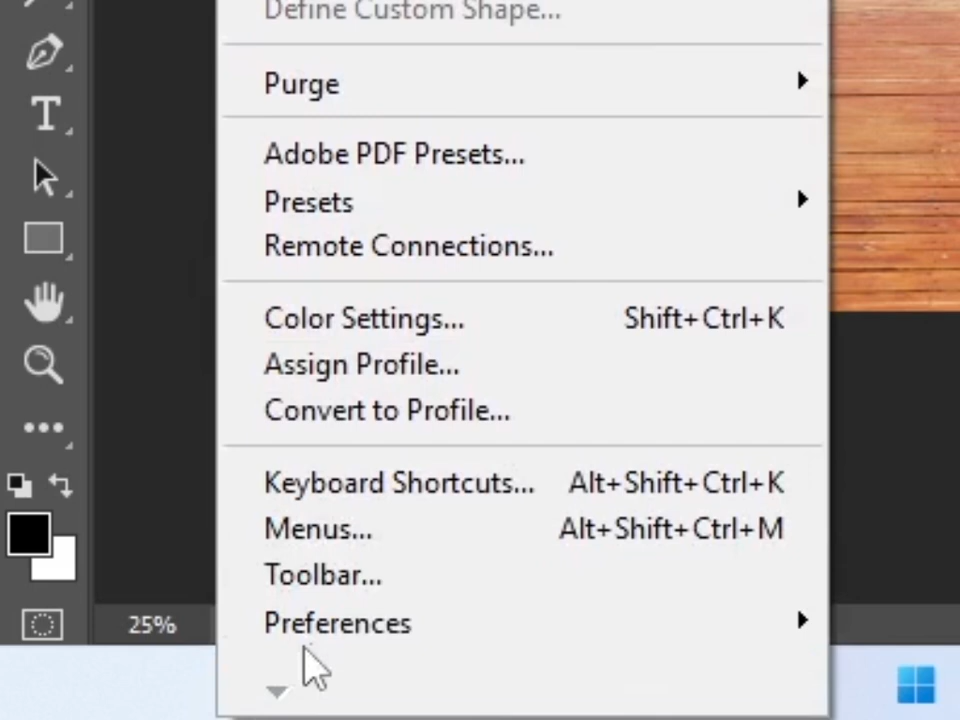 Define Custom Shape...
Purge
Adobe PDF Presets...
Presets
Remote Connections...
Color Settings... Shift+Ctrl+K
Assign Profile...
Convert to Profile...
Keyboard Shortcuts... Alt+Shift+Ctrl+K
Menus... Alt+Shift+Ctrl+M
Toolbar...
Preferences
25%